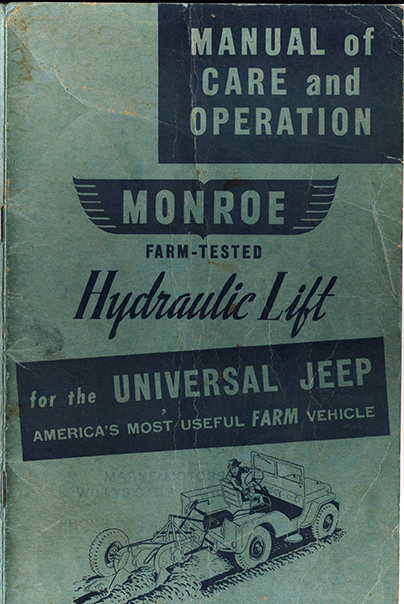 MANUAL of
CARE and
OPERATION
MONROE
FARM-TESTED
Hydraulic Lift
for the UNIVERSAL JEEP
AMERICA'S MOST USEFUL FARM VEHICLE